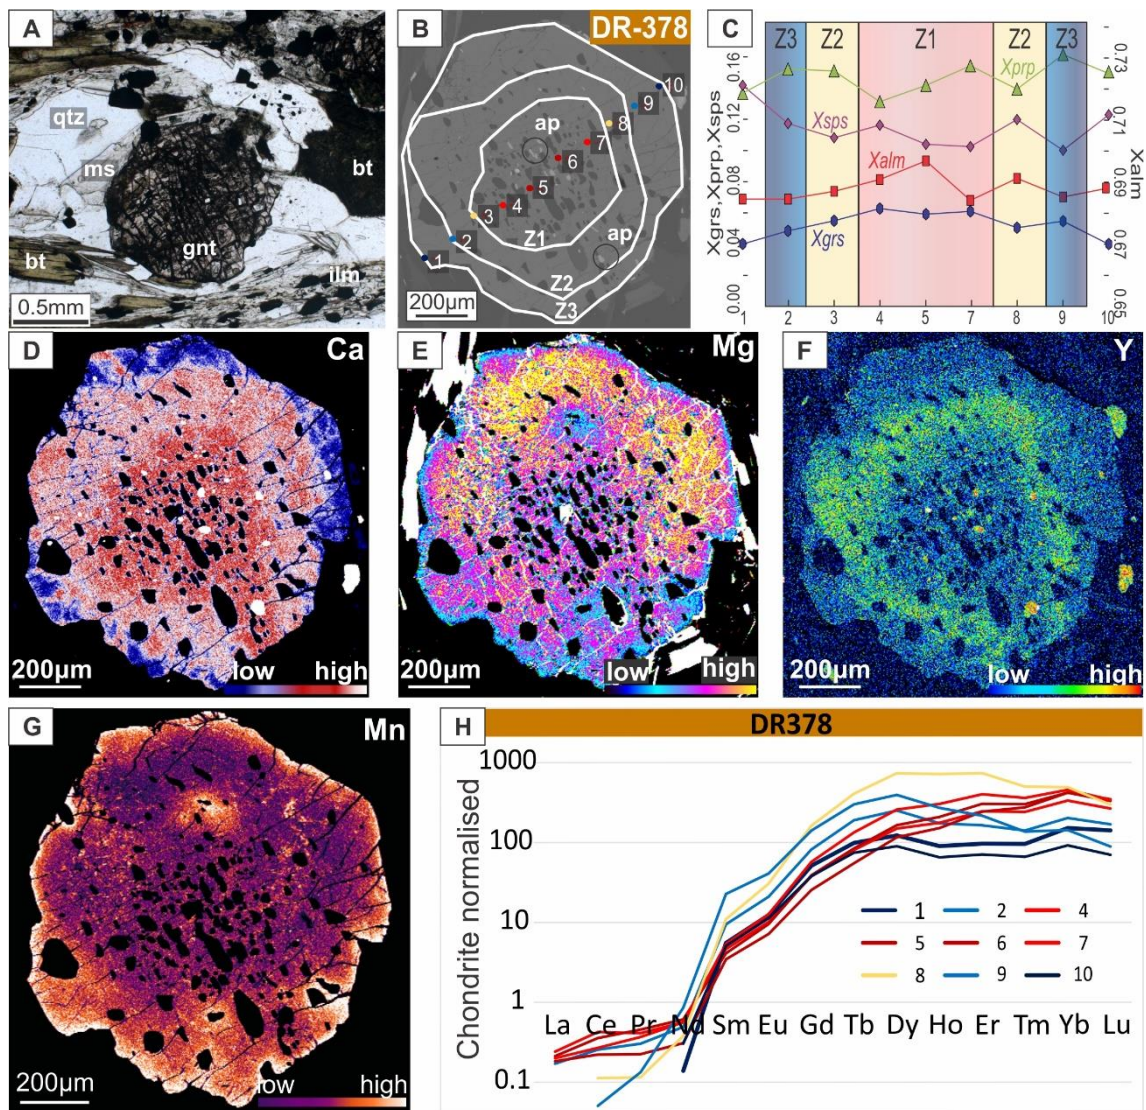 A
qtz
ms
bt
gnt
bt
ilm
0.5mm
B
DR-378
10
9
8
ap
7
6
5
4
3
2
1
Z1
ap
Z2
Z3
200µm
C
Z3 Z2 Z1 Z2 Z3
Xgrs,Xprp,Xsps
0.16
0.12
0.08
0.04
0.00
Xprp
Xsps
Xalm
Xgrs
0.73
0.71
0.69
0.67
0.65
Xalm
1 2 3 4 5 7 8 9 10
D
Ca
200µm
low high
E
Mg
200µm
low high
F
Y
200µm
low high
G
Mn
200µm
low high
H
DR378
Chondrite normalised
1000
100
10
1
0.1
La Ce Pr Nd Sm Eu Gd Tb Dy Ho Er Tm Yb Lu
1 2 4
5 6 7
8 9 10